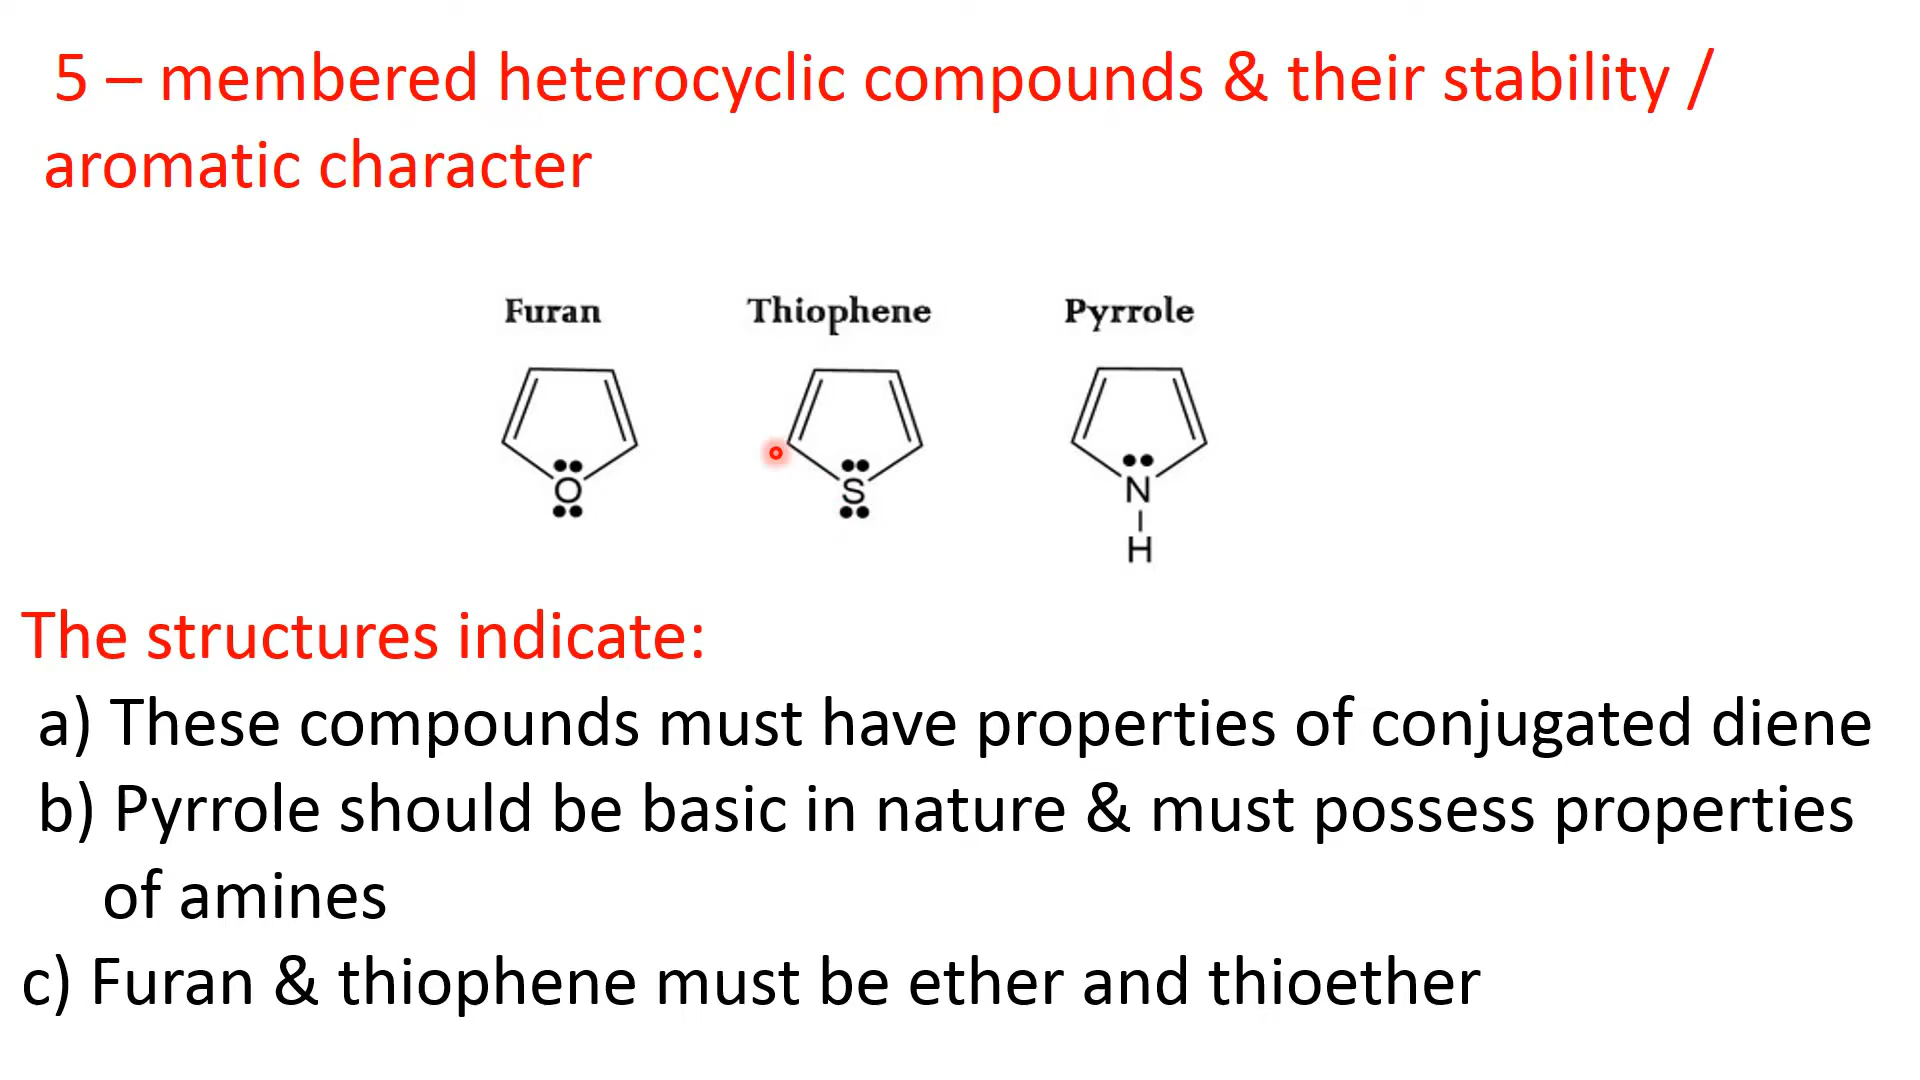 5 – membered heterocyclic compounds & their stability /
aromatic character
Furan Thiophene Pyrrole
O S N
H
The structures indicate:
a) These compounds must have properties of conjugated diene
b) Pyrrole should be basic in nature & must possess properties
of amines
c) Furan & thiophene must be ether and thioether